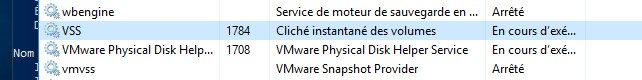 wbengine Service de moteur de sauvegarde en ... Arrêté
VSS 1784 Cliché instantané des volumes En cours d'exé...
Nom
VMware Physical Disk Help... 1708 VMware Physical Disk Helper Service En cours d'exé...
vmvss VMware Snapshot Provider Arrêté